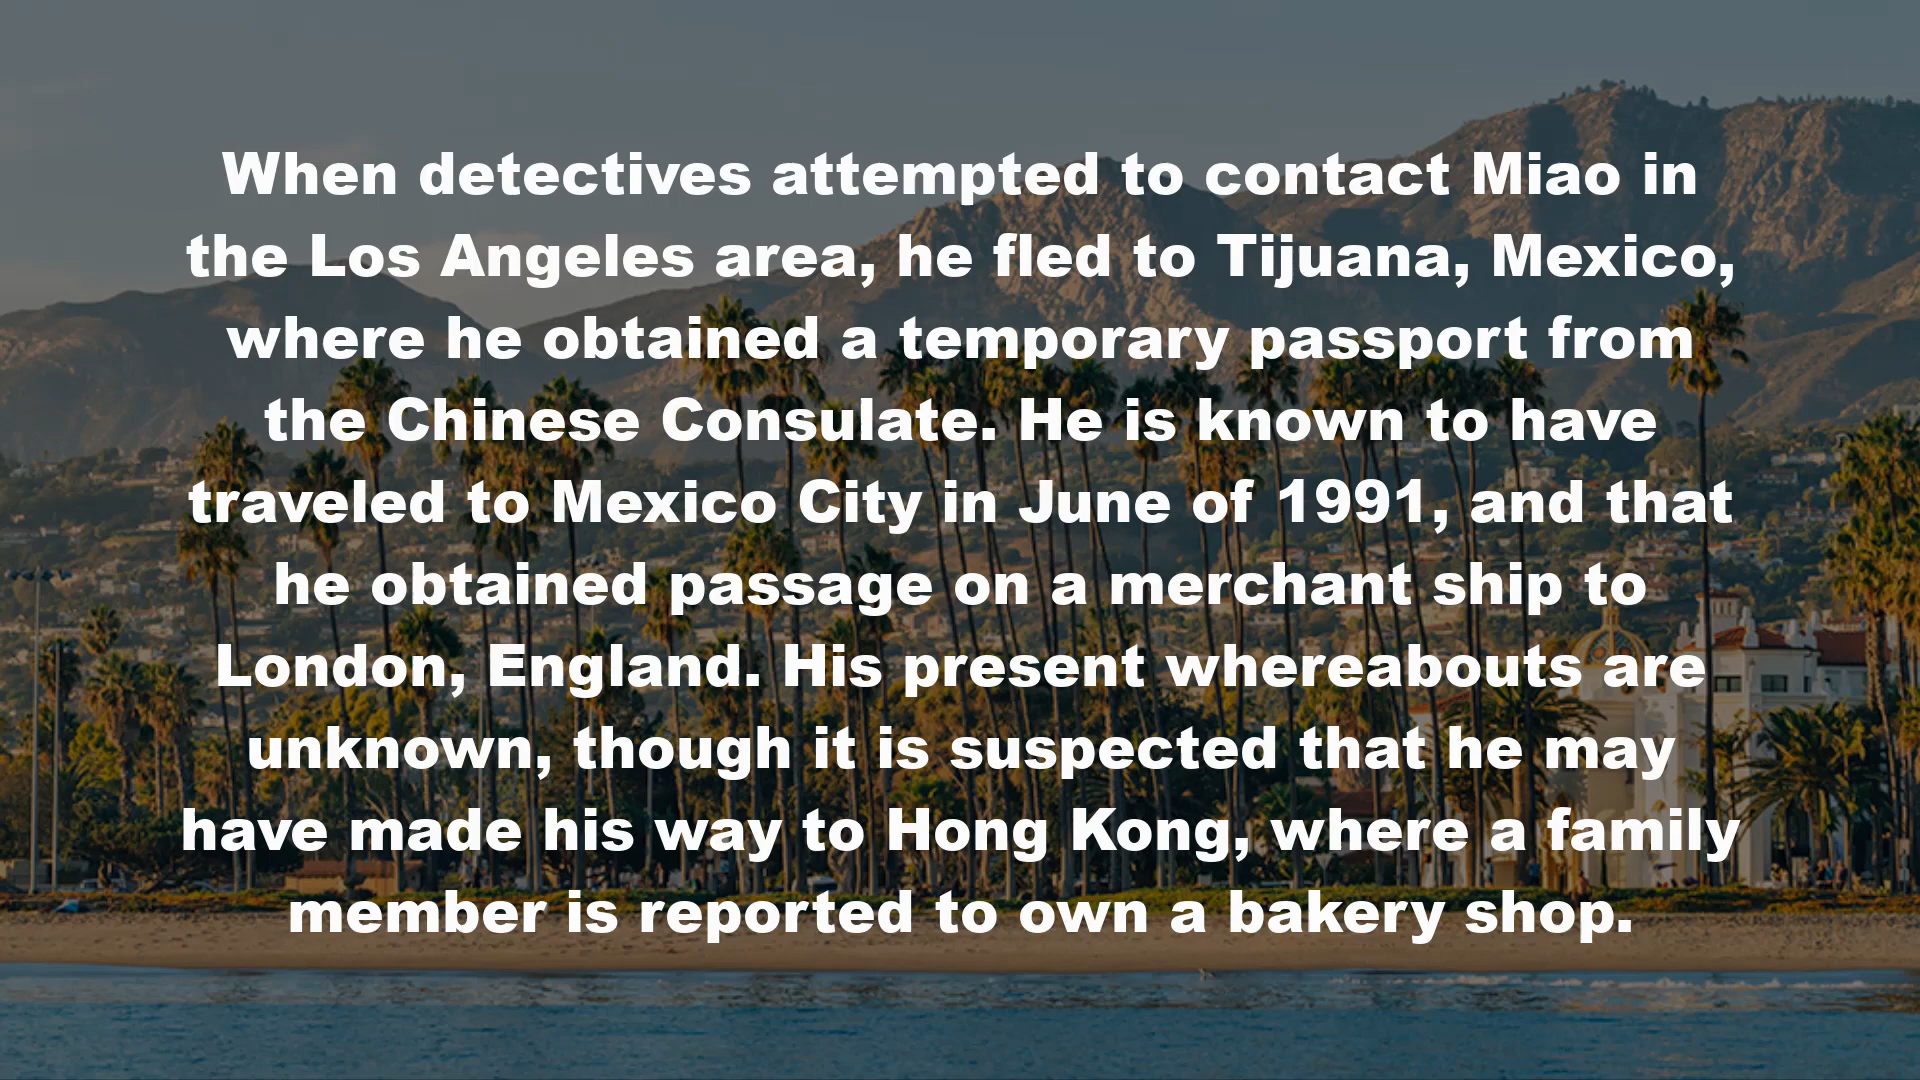 When detectives attempted to contact Miao in
the Los Angeles area, he fled to Tijuana, Mexico,
where he obtained a temporary passport from
the Chinese Consulate. He is known to have
traveled to Mexico City in June of 1991, and that
he obtained passage on a merchant ship to
London, England. His present whereabouts are
unknown, though it is suspected that he may
have made his way to Hong Kong, where a family
member is reported to own a bakery shop.